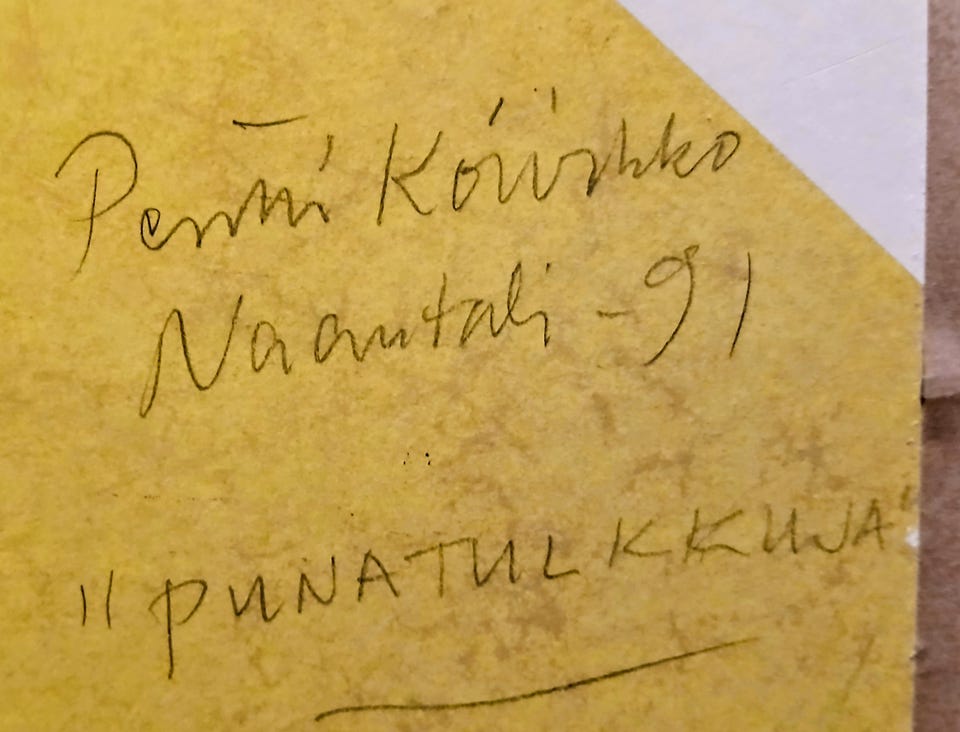 Pentti Koivikko
Naantali -91
"PUNATULKKUJA"